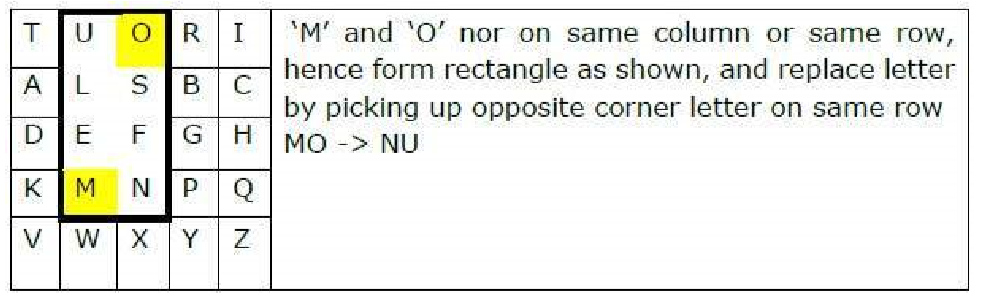 T U O R I
A L S B C
D E F G H
K M N P Q
V W X Y Z
‘M’ and ‘O’ nor on same column or same row,
hence form rectangle as shown, and replace letter
by picking up opposite corner letter on same row
MO -> NU